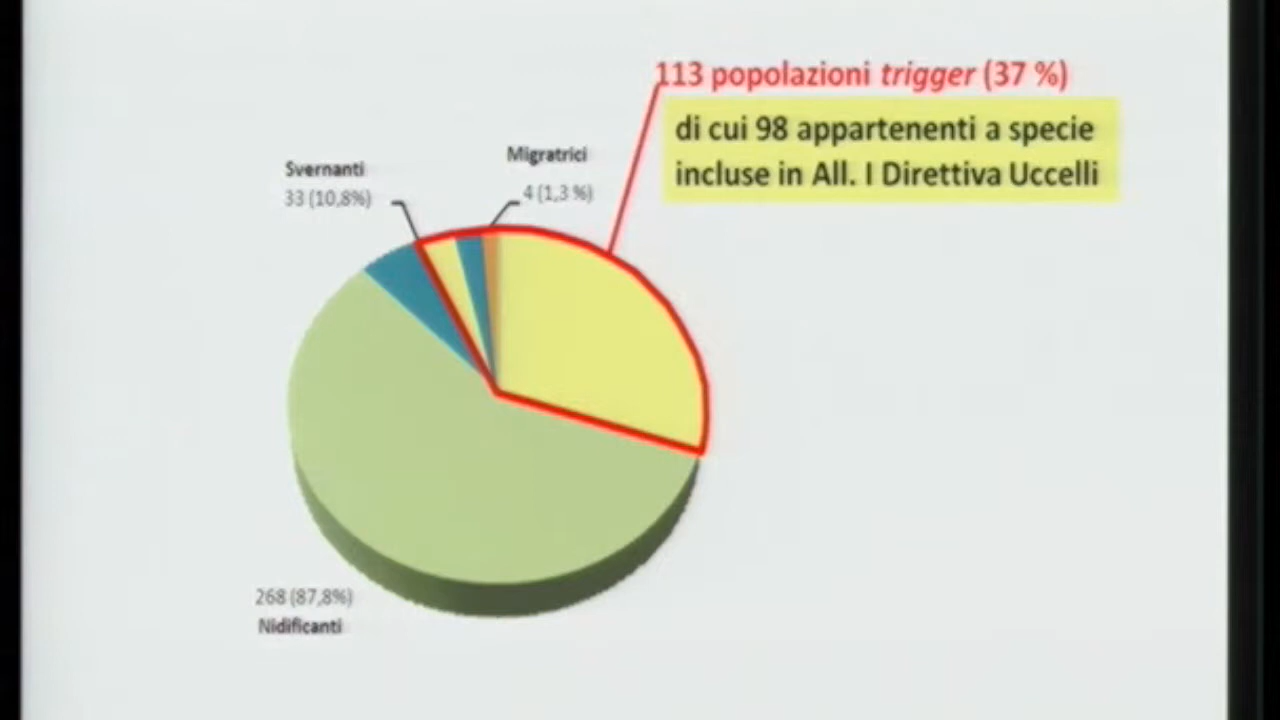 113 popolazioni trigger (37 %)
di cui 98 appartenenti a specie
incluse in All. I Direttiva Uccelli
Migratrici
4 (1,3 %)
Svernanti
33 (10,8%)
268 (87,8%)
Nidificanti